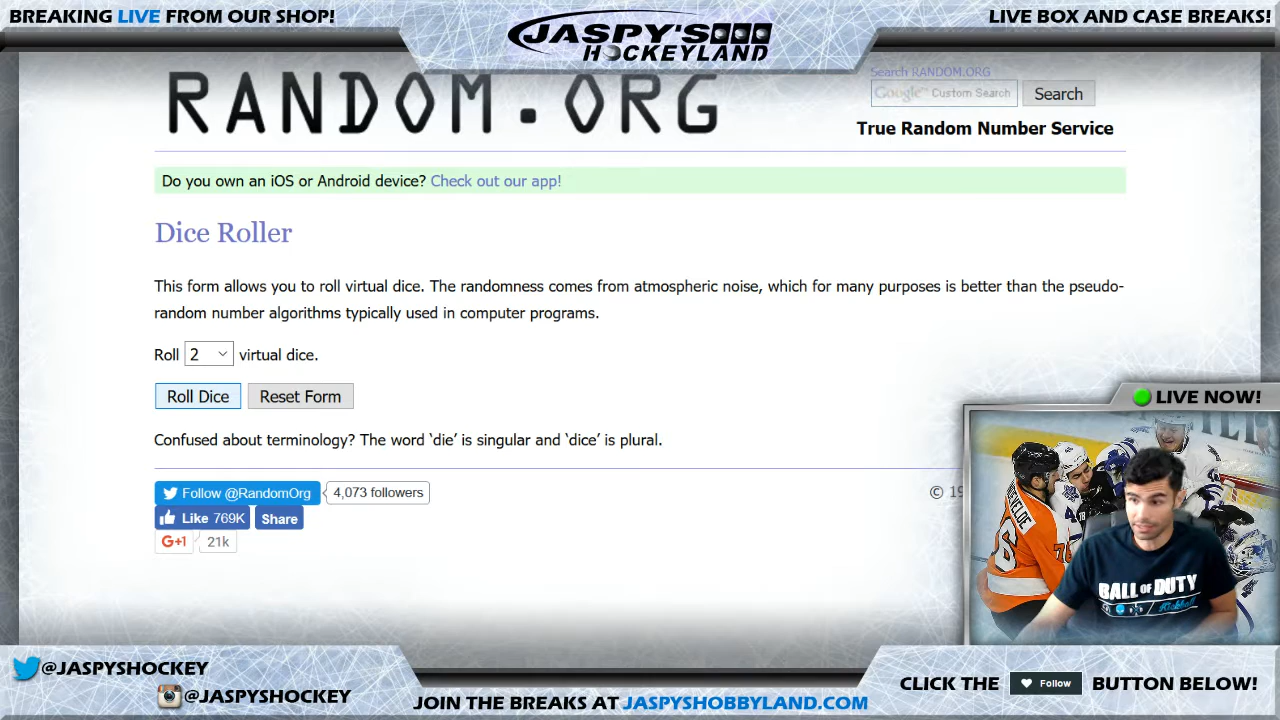 BREAKING LIVE FROM OUR SHOP!
JASPY'S
HOCKEYLAND
LIVE BOX AND CASE BREAKS!
RANDOM.ORG
Search RANDOM.ORG
Google™ Custom Search
Search
True Random Number Service
Do you own an iOS or Android device? Check out our app!
Dice Roller
This form allows you to roll virtual dice. The randomness comes from atmospheric noise, which for many purposes is better than the pseudo-
random number algorithms typically used in computer programs.
Roll 2 virtual dice.
Roll Dice Reset Form
Confused about terminology? The word ‘die’ is singular and ‘dice’ is plural.
Follow @RandomOrg 4,073 followers
© 19
Like 769K Share
G+1 21k
LIVE NOW!
BALL OF DUTY
Kickball
@JASPYSHOCKEY
@JASPYSHOCKEY
JOIN THE BREAKS AT JASPYSHOBBYLAND.COM
CLICK THE Follow BUTTON BELOW!